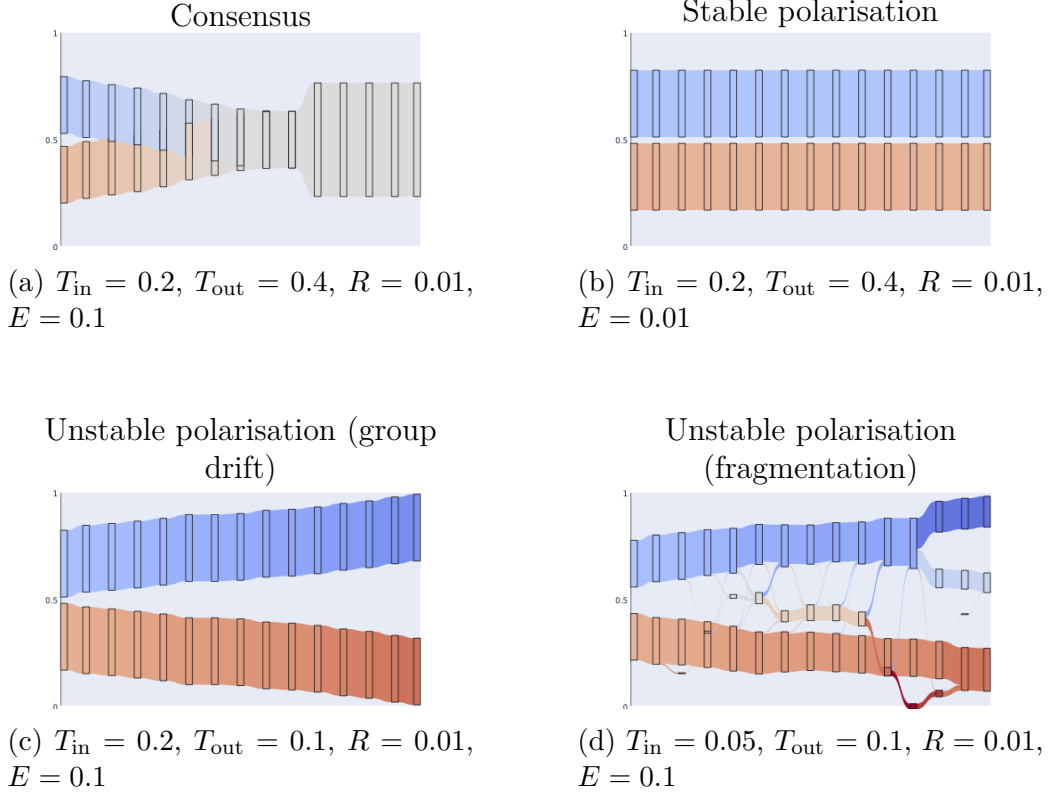 Consensus
1
0.5
0
(a) T_in = 0.2, T_out = 0.4, R = 0.01,
E = 0.1
Stable polarisation
1
0.5
0
(b) T_in = 0.2, T_out = 0.4, R = 0.01,
E = 0.01
Unstable polarisation (group
drift)
1
0.5
0
(c) T_in = 0.2, T_out = 0.1, R = 0.01,
E = 0.1
Unstable polarisation
(fragmentation)
1
0.5
0
(d) T_in = 0.05, T_out = 0.1, R = 0.01,
E = 0.1